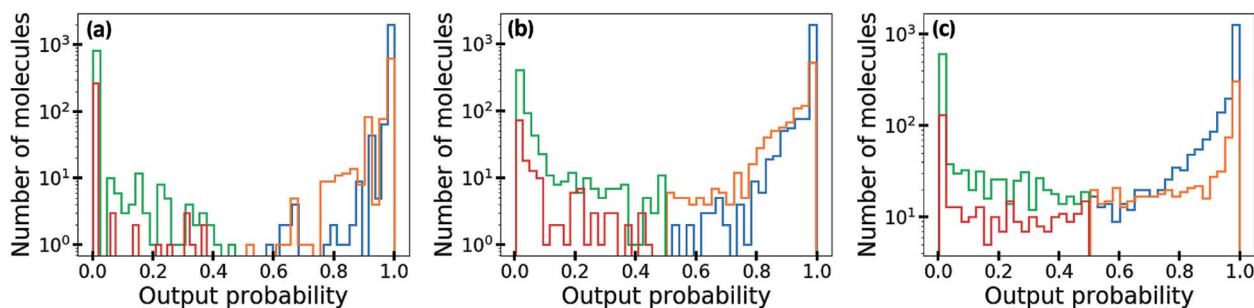 (a)
Number of molecules
10³
10²
10¹
10⁰
0.0 0.2 0.4 0.6 0.8 1.0
Output probability
(b)
Number of molecules
10³
10²
10¹
10⁰
0.0 0.2 0.4 0.6 0.8 1.0
Output probability
(c)
Number of molecules
10³
10²
10¹
0.0 0.2 0.4 0.6 0.8 1.0
Output probability